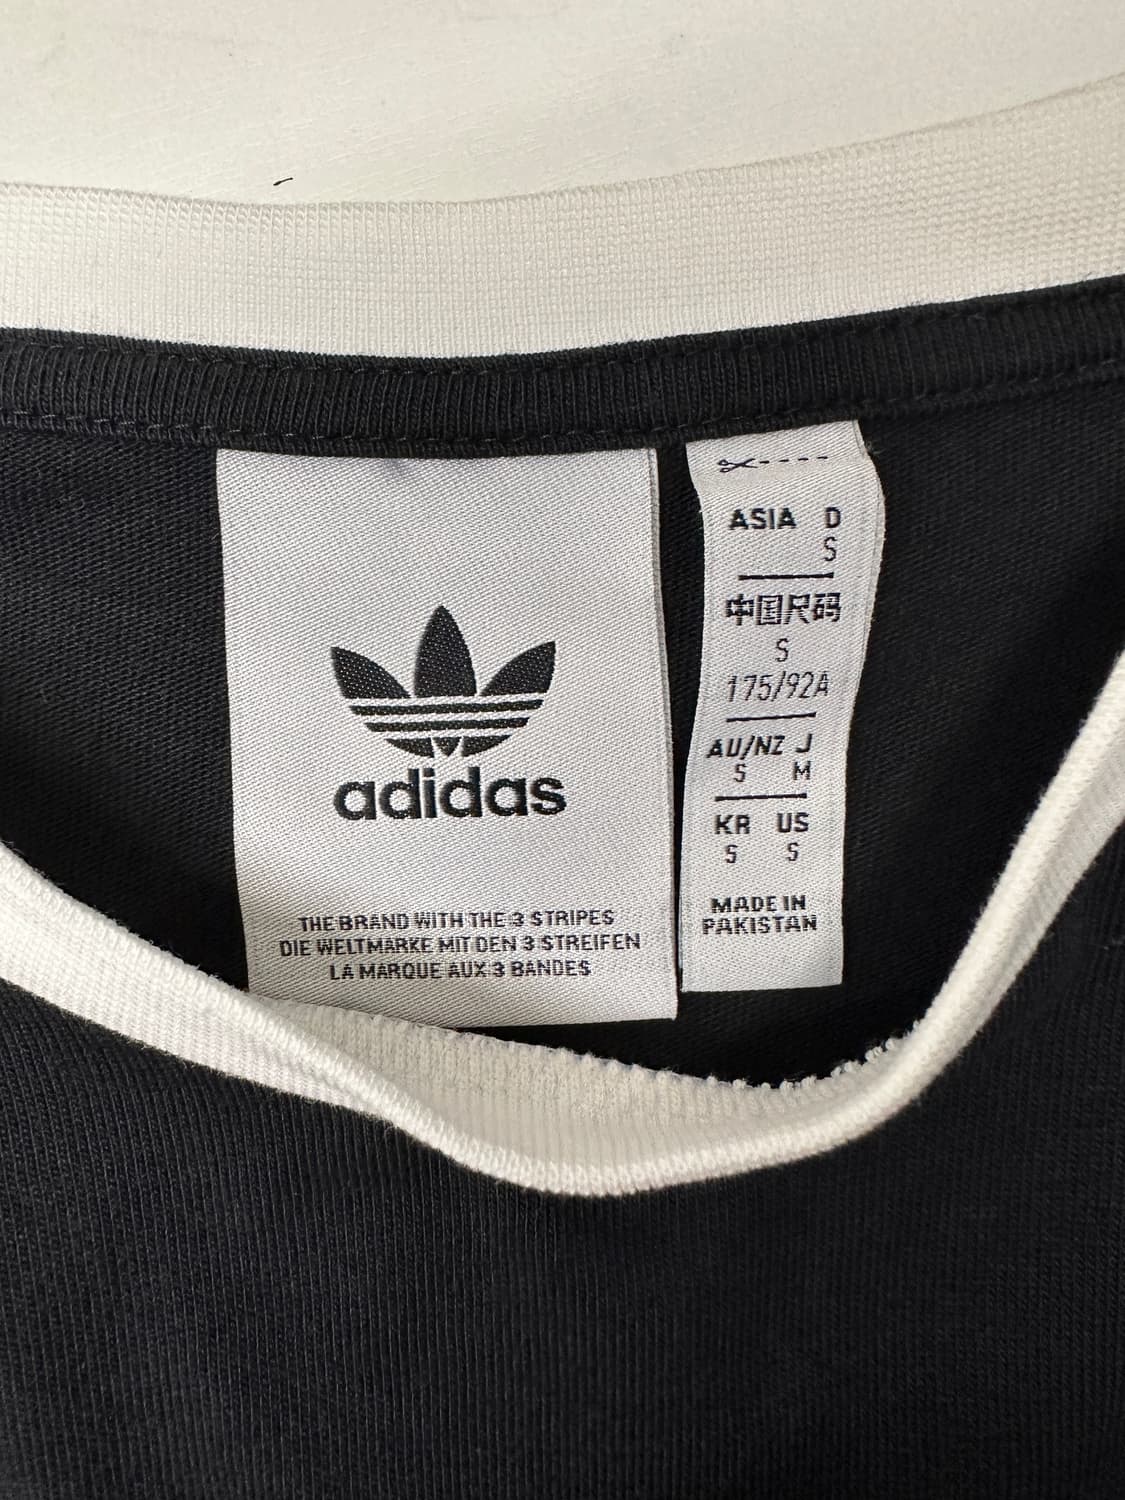 adidas
THE BRAND WITH THE 3 STRIPES
DIE WELTMARKE MIT DEN 3 STREIFEN
LA MARQUE AUX 3 BANDES
ASIA D
S
中国尺码
S
175/92A
AU/NZ J
S M
KR US
S S
MADE IN
PAKISTAN